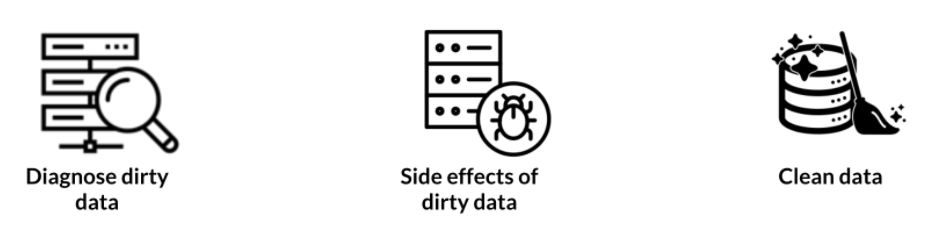 Diagnose dirty
data
Side effects of
dirty data
Clean data